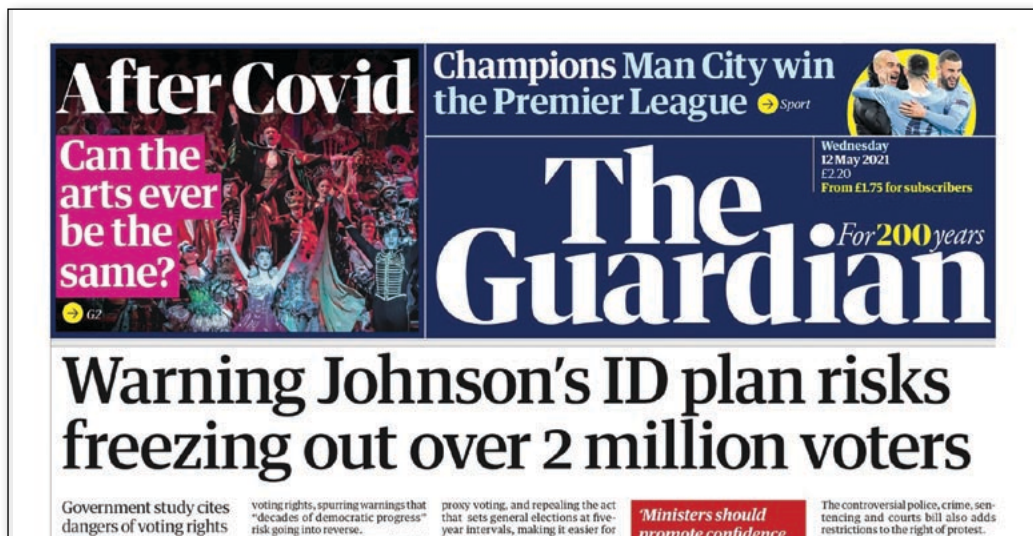 After Covid
Can the
arts ever
be the
same?
G2
Champions Man City win
the Premier League Sport
Wednesday
12 May 2021
£2.20
From £1.75 for subscribers
The
Guardian
For 200 years
Warning Johnson's ID plan risks
freezing out over 2 million voters
Government study cites
dangers of voting rights
voting rights, spurring warnings that
"decades of democratic progress"
risk going into reverse.
proxy voting, and repealing the act
that sets general elections at five-
year intervals, making it easier for
'Ministers should
promote confidence
The controversial police, crime, sen-
tencing and courts bill also adds
restrictions to the right of protest.